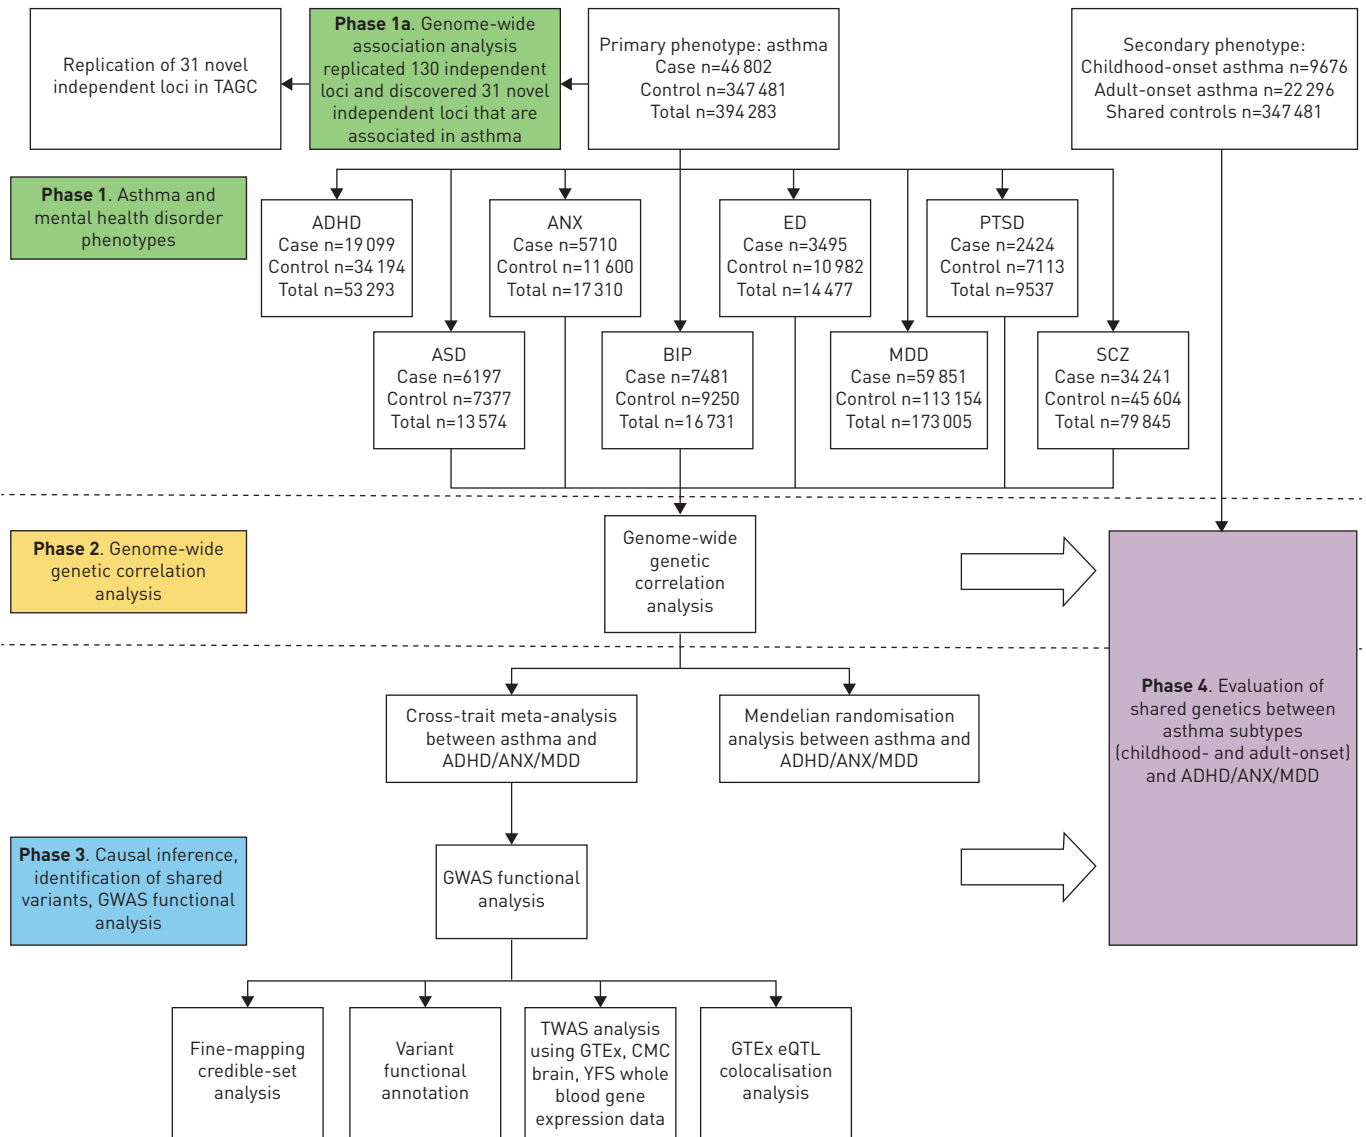 Replication of 31 novel
independent loci in TAGC
Phase 1a. Genome-wide
association analysis
replicated 130 independent
loci and discovered 31 novel
independent loci that are
associated in asthma
Primary phenotype: asthma
Case n=46 802
Control n=347 481
Total n=394 283
Secondary phenotype:
Childhood-onset asthma n=9676
Adult-onset asthma n=22 296
Shared controls n=347 481
Phase 1. Asthma and
mental health disorder
phenotypes
ADHD
Case n=19 099
Control n=34 194
Total n=53 293
ANX
Case n=5710
Control n=11 600
Total n=17 310
ED
Case n=3495
Control n=10 982
Total n=14 477
PTSD
Case n=2424
Control n=7113
Total n=9537
ASD
Case n=6197
Control n=7377
Total n=13 574
BIP
Case n=7481
Control n=9250
Total n=16 731
MDD
Case n=59 851
Control n=113 154
Total n=173 005
SCZ
Case n=34 241
Control n=45 604
Total n=79 845
Phase 2. Genome-wide
genetic correlation
analysis
Genome-wide
genetic
correlation
analysis
Phase 4. Evaluation of
shared genetics between
asthma subtypes
(childhood- and adult-onset)
and ADHD/ANX/MDD
Cross-trait meta-analysis
between asthma and
ADHD/ANX/MDD
Mendelian randomisation
analysis between asthma and
ADHD/ANX/MDD
Phase 3. Causal inference,
identification of shared
variants, GWAS functional
analysis
GWAS functional
analysis
Fine-mapping
credible-set
analysis
Variant
functional
annotation
TWAS analysis
using GTEx, CMC
brain, YFS whole
blood gene
expression data
GTEx eQTL
colocalisation
analysis